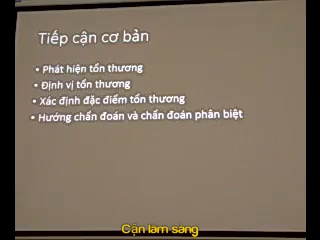 Tiếp cận cơ bản
• Phát hiện tổn thương
• Định vị tổn thương
• Xác định đặc điểm tổn thương
• Hướng chẩn đoán và chẩn đoán phân biệt
Cận lâm sàng